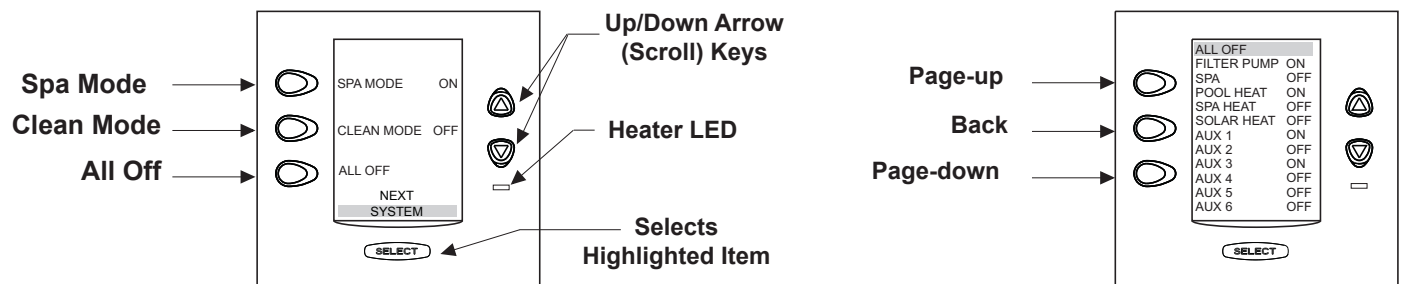 Spa Mode
Clean Mode
All Off
SPA MODE ON
CLEAN MODE OFF
ALL OFF
NEXT
SYSTEM
SELECT
Up/Down Arrow
(Scroll) Keys
Heater LED
Selects
Highlighted Item
Page-up
Back
Page-down
ALL OFF
FILTER PUMP ON
SPA OFF
POOL HEAT ON
SPA HEAT OFF
SOLAR HEAT OFF
AUX 1 ON
AUX 2 OFF
AUX 3 ON
AUX 4 OFF
AUX 5 OFF
AUX 6 OFF
SELECT